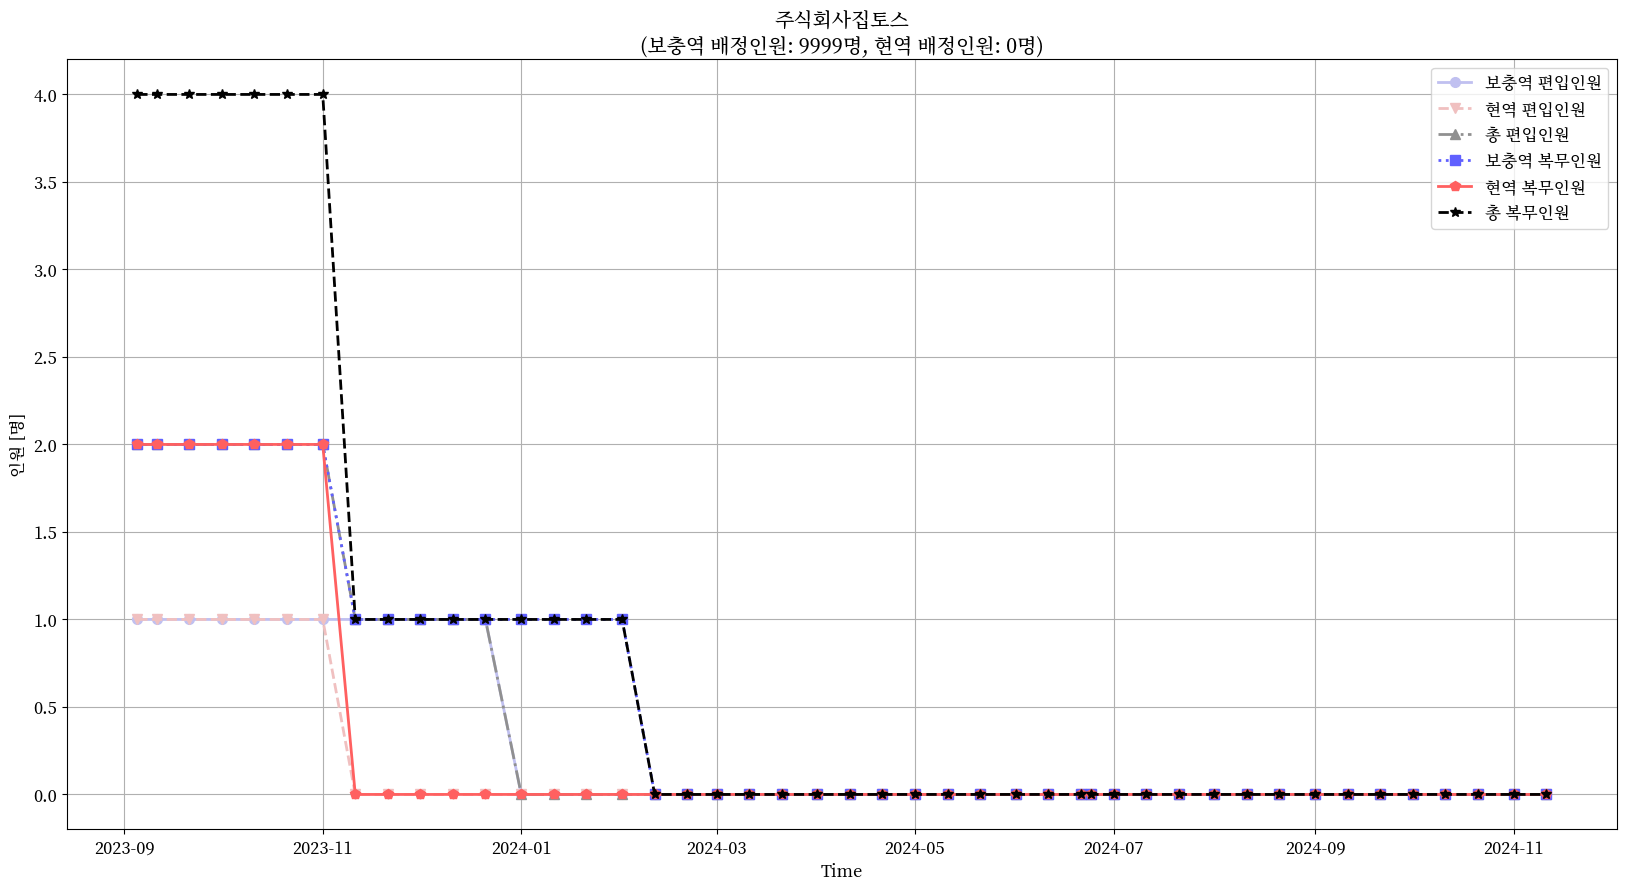 주식회사집토스
(보충역 배정인원: 9999명, 현역 배정인원: 0명)
보충역 편입인원
현역 편입인원
총 편입인원
보충역 복무인원
현역 복무인원
총 복무인원
인원 [명]
4.0
3.5
3.0
2.5
2.0
1.5
1.0
0.5
0.0
2023-09
2023-11
2024-01
2024-03
2024-05
2024-07
2024-09
2024-11
Time